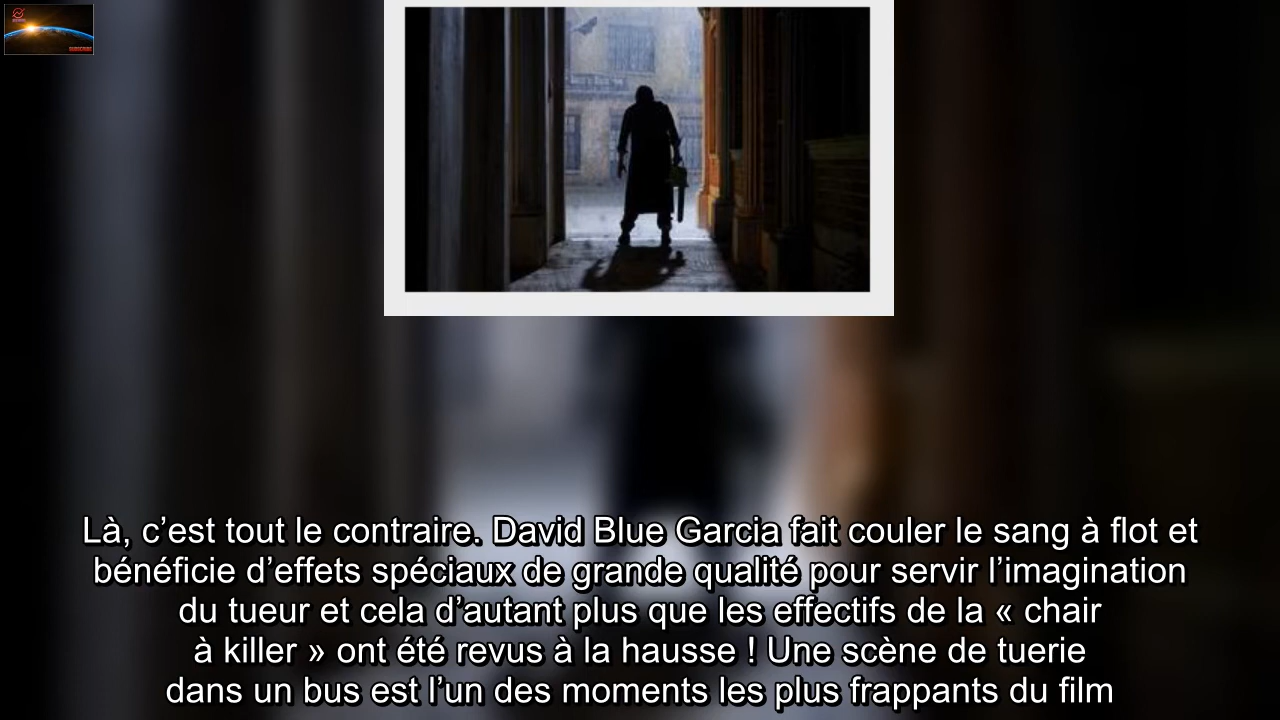 Là, c’est tout le contraire. David Blue Garcia fait couler le sang à flot et
bénéficie d’effets spéciaux de grande qualité pour servir l’imagination
du tueur et cela d’autant plus que les effectifs de la « chair
à killer » ont été revus à la hausse ! Une scène de tuerie
dans un bus est l’un des moments les plus frappants du film